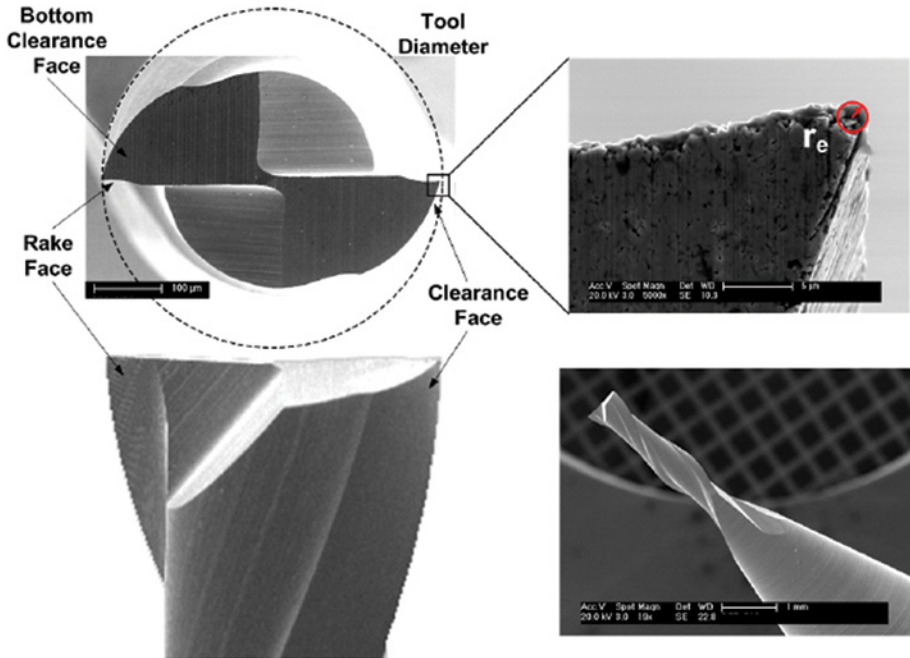 Bottom
Clearance
Face
Tool
Diameter
Rake
Face
100 µm
Clearance
Face
re
Acc.V Spot Magn Det WD 5 µm
20.0 kV 3.0 5000x SE 10.3
Acc.V Spot Magn Det WD 1 mm
20.0 kV 3.0 18x SE 22.8